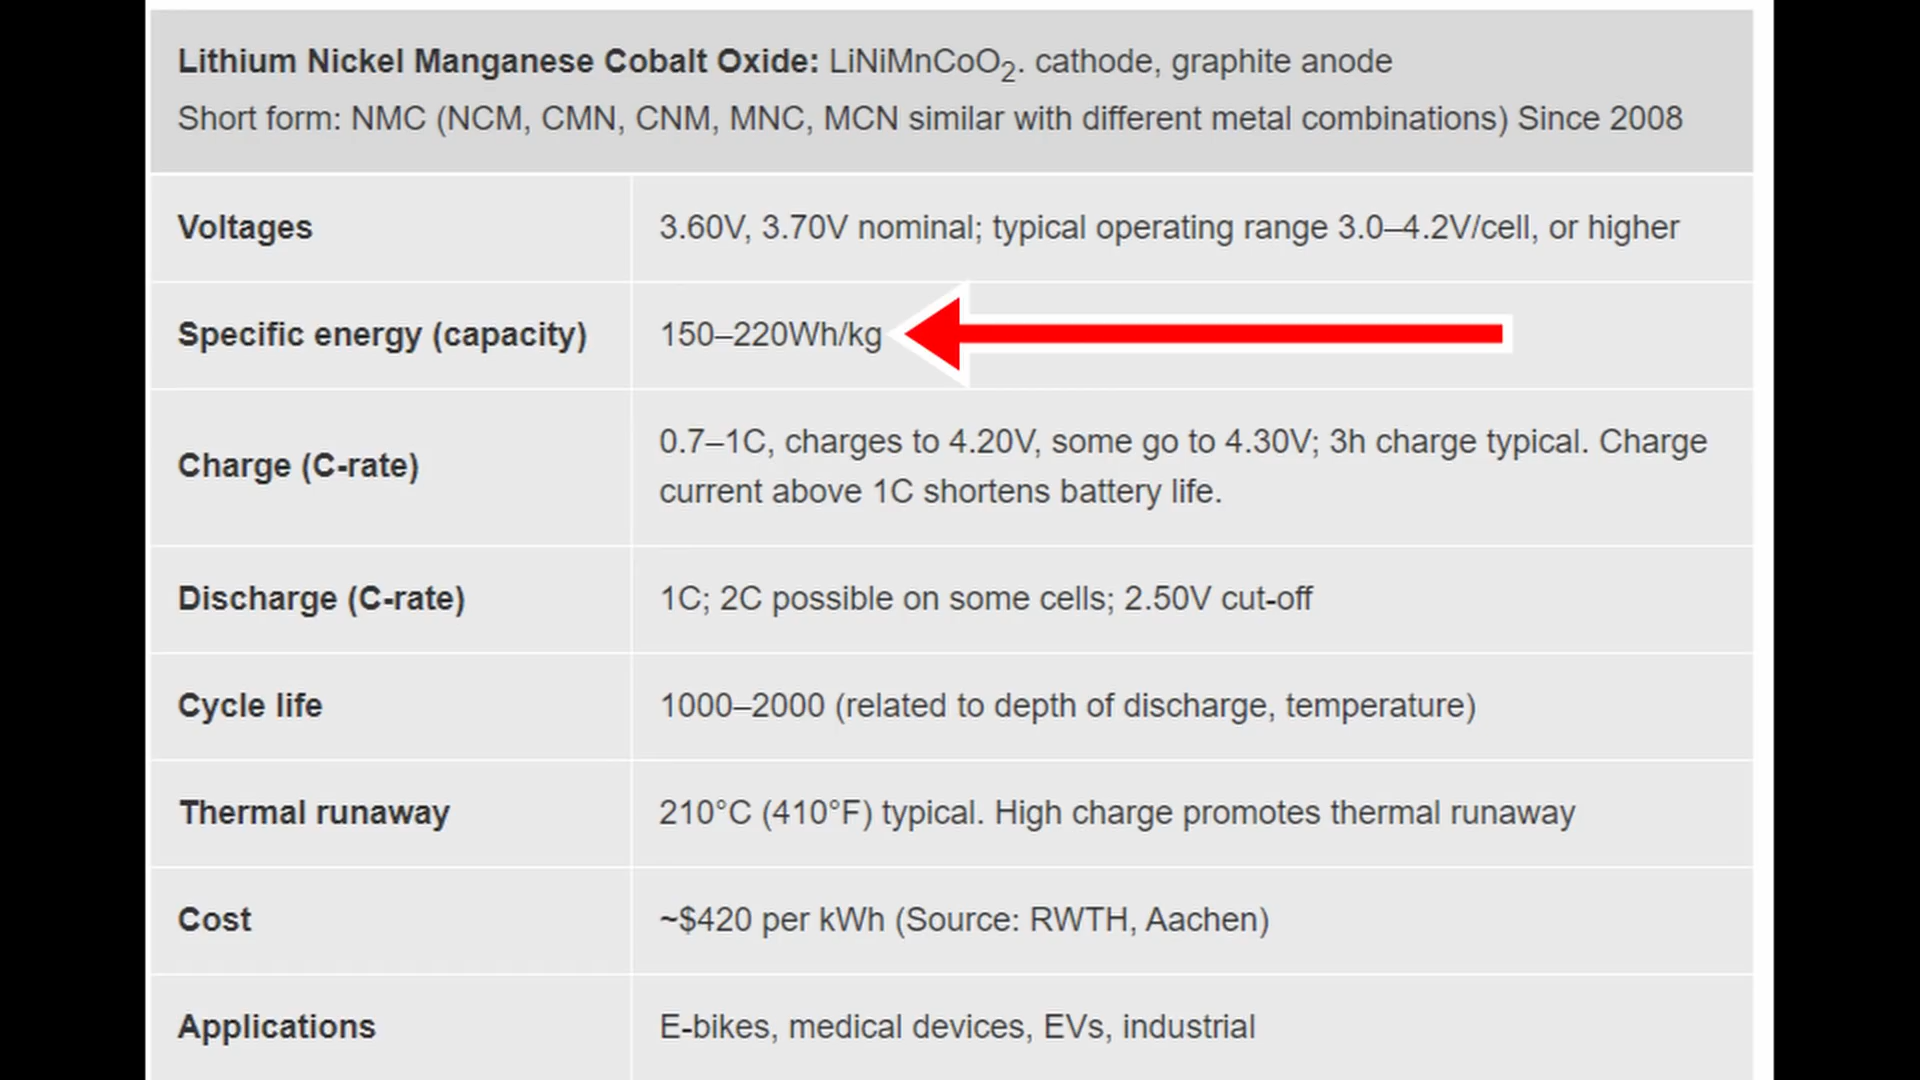 Lithium Nickel Manganese Cobalt Oxide: LiNiMnCoO₂. cathode, graphite anode
Short form: NMC (NCM, CMN, CNM, MNC, MCN similar with different metal combinations) Since 2008
Voltages
3.60V, 3.70V nominal; typical operating range 3.0–4.2V/cell, or higher
Specific energy (capacity)
150–220Wh/kg
Charge (C-rate)
0.7–1C, charges to 4.20V, some go to 4.30V; 3h charge typical. Charge
current above 1C shortens battery life.
Discharge (C-rate)
1C; 2C possible on some cells; 2.50V cut-off
Cycle life
1000–2000 (related to depth of discharge, temperature)
Thermal runaway
210°C (410°F) typical. High charge promotes thermal runaway
Cost
~$420 per kWh (Source: RWTH, Aachen)
Applications
E-bikes, medical devices, EVs, industrial